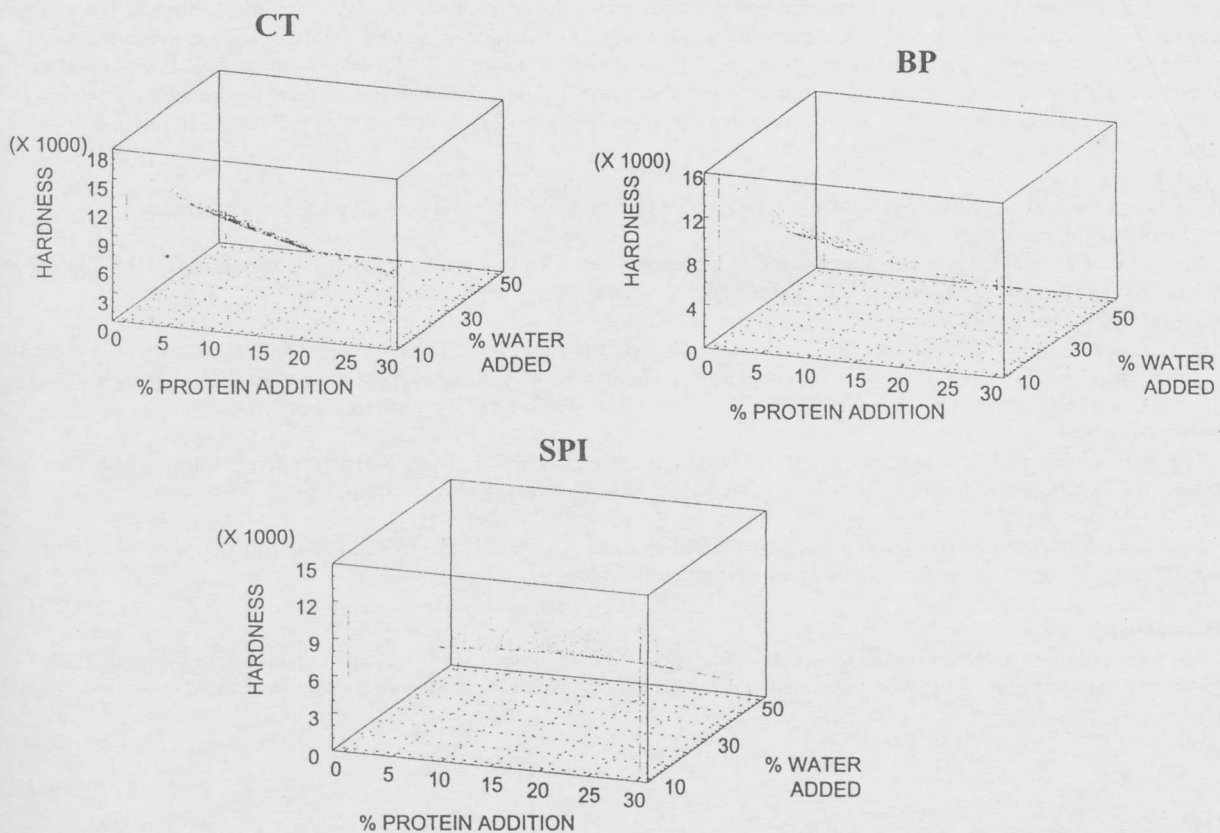 CT
(X 1000)
18
15
12
9
6
3
0
HARDNESS
0 5 10 15 20 25 30
% PROTEIN ADDITION
10 30 50
% WATER
ADDED
BP
(X 1000)
16
12
8
4
0
HARDNESS
0 5 10 15 20 25 30
% PROTEIN ADDITION
10 30 50
% WATER
ADDED
SPI
(X 1000)
15
12
9
6
3
0
HARDNESS
0 5 10 15 20 25 30
% PROTEIN ADDITION
10 30 50
% WATER
ADDED